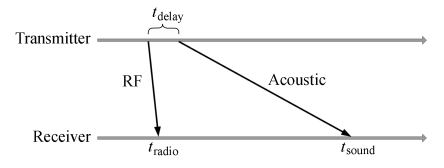 t_delay
Transmitter
RF
Acoustic
Receiver
t_radio
t_sound